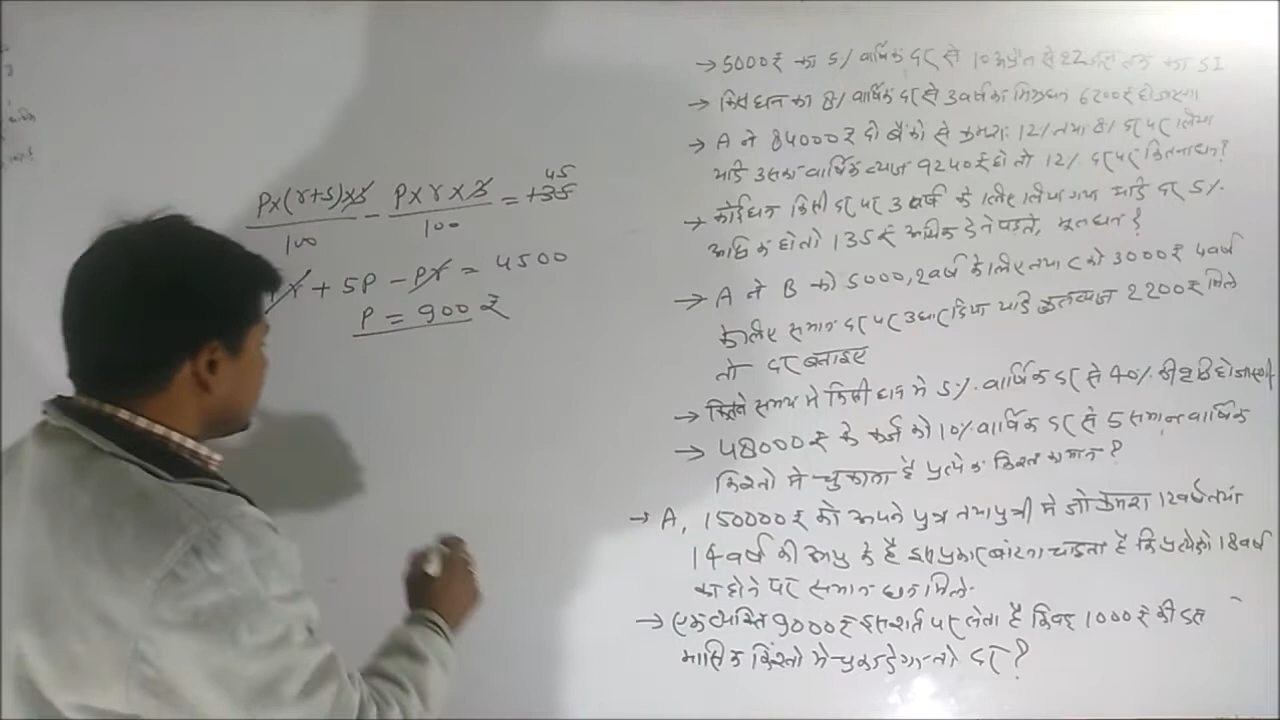 P×(r+5)×3/100 - P×r×3/100 = +135 45
Pr + 5P - Pr = 4500
P = 900 ₹
→ 5000₹ का 5% वार्षिक दर से 10 अप्रैल से 22 तक का SI
→ किस धन का 8% वार्षिक दर से 3 वर्ष का मिश्रधन 6200₹ हो जाएगा
→ A ने 84000₹ दो बैंकों से क्रमशः 12% तथा 8% दर पर लिया
यदि उसका वार्षिक ब्याज 9240₹ हो तो 12% दर पर कितना धन?
→ कोई धन किसी दर पर 3 वर्ष के लिए लिया गया यदि दर 5%
अधिक हो तो 135₹ अधिक देने पड़ते, मूलधन?
→ A ने B को 5000, 2 वर्ष के लिए तथा C को 3000₹ 4 वर्ष
के लिए समान दर पर उधार दिया यदि कुल ब्याज 2200₹ मिले
तो दर बताइए
→ कितने समय में किसी धन में 5% वार्षिक दर से 40% की वृद्धि हो जाएगी
→ 48000₹ के कर्ज को 10% वार्षिक दर से 5 समान वार्षिक
किस्तों में चुकाता है प्रत्येक किस्त का मान?
→ A, 150000₹ को अपने पुत्र तथा पुत्री में जो क्रमशः 12 वर्ष तथा
14 वर्ष की आयु के है इस प्रकार बांटना चाहता है कि प्रत्येक को 18 वर्ष
का होने पर समान धन मिले.
→ एक व्यक्ति 9000₹ इस शर्त पर लेता है कि वह 1000₹ की दस
मासिक किस्तों में चुका देगा तो दर?